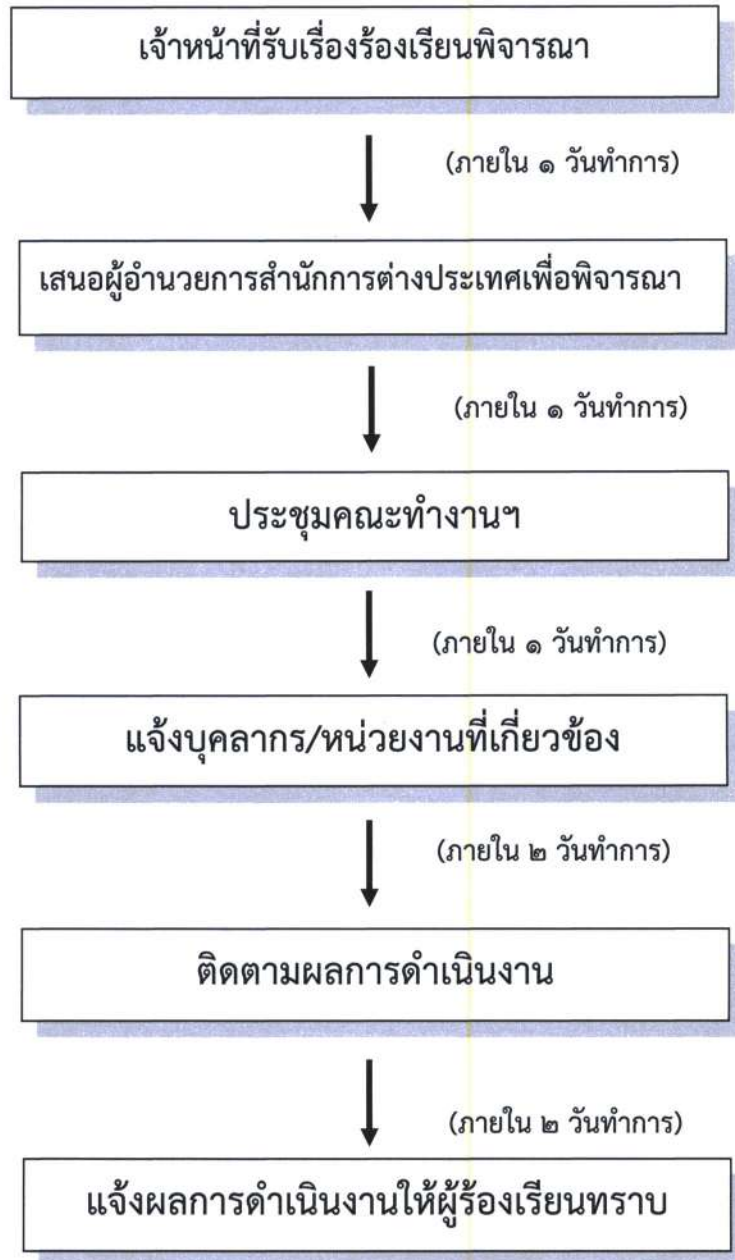 เจ้าหน้าที่รับเรื่องร้องเรียนพิจารณา
(ภายใน ๑ วันทำการ)
เสนอผู้อำนวยการสำนักการต่างประเทศเพื่อพิจารณา
(ภายใน ๑ วันทำการ)
ประชุมคณะทำงานฯ
(ภายใน ๑ วันทำการ)
แจ้งบุคลากร/หน่วยงานที่เกี่ยวข้อง
(ภายใน ๒ วันทำการ)
ติดตามผลการดำเนินงาน
(ภายใน ๒ วันทำการ)
แจ้งผลการดำเนินงานให้ผู้ร้องเรียนทราบ